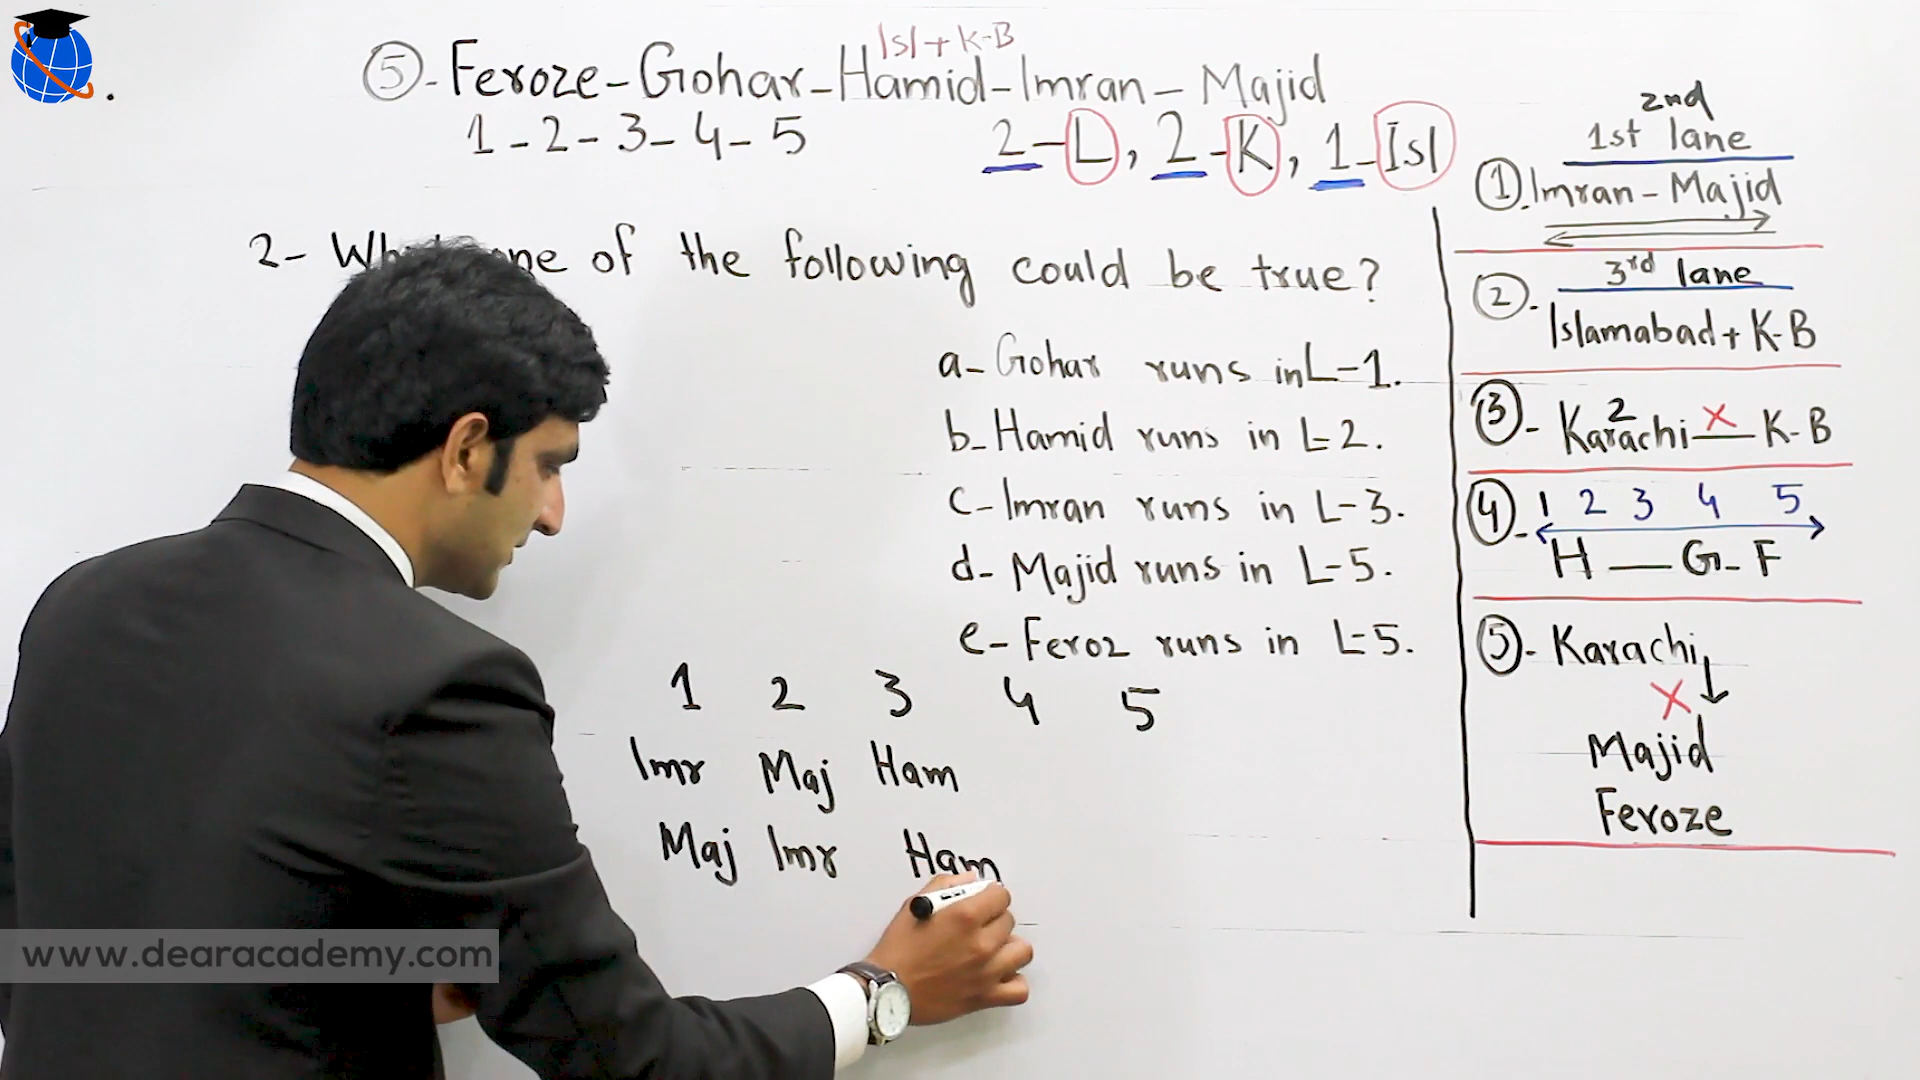 Isl + K-B
5 - Feroze - Gohar - Hamid - Imran - Majid
1 - 2 - 3 - 4 - 5
2 - L, 2 - K, 1 - Isl
2 - one of the following could be true?
a - Gohar runs in L-1.
b - Hamid runs in L-2.
c - Imran runs in L-3.
d - Majid runs in L-5.
e - Feroz runs in L-5.
1 2 3 4 5
Imr Maj Ham
Maj Imr Ham
2nd
1st lane
1. Imran - Majid
3rd lane
2. Islamabad + K-B
2
3 - Karachi X K-B
4 - 1 2 3 4 5
H — G - F
5 - Karachi
X
Majid
Feroze
www.dearacademy.com